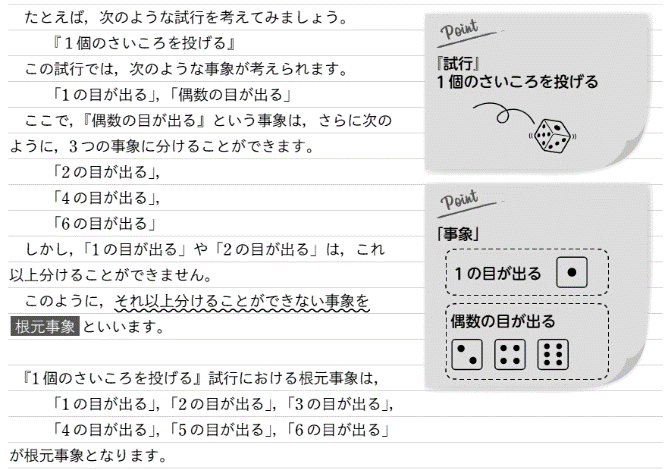 たとえば，次のような試行を考えてみましょう。
『1個のさいころを投げる』
この試行では，次のような事象が考えられます。
「1の目が出る」，「偶数の目が出る」
ここで，『偶数の目が出る』という事象は，さらに次の
ように，3つの事象に分けることができます。
「2の目が出る」，
「4の目が出る」，
「6の目が出る」
しかし，「1の目が出る」や「2の目が出る」は，これ
以上分けることができません。
このように，それ以上分けることができない事象を
根元事象といいます。
『1個のさいころを投げる』試行における根元事象は，
「1の目が出る」，「2の目が出る」，「3の目が出る」，
「4の目が出る」，「5の目が出る」，「6の目が出る」
が根元事象となります。
Point
『試行』
1個のさいころを投げる
Point
「事象」
1の目が出る
偶数の目が出る